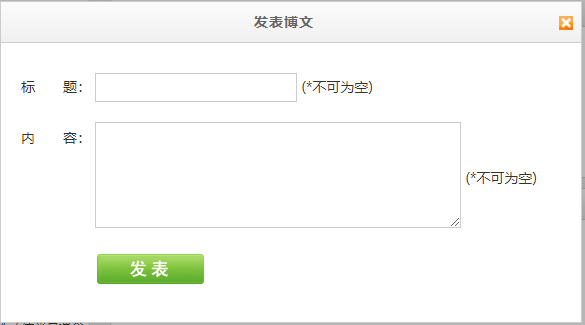 发表博文
标 题： (*不可为空)
内 容： (*不可为空)
发 表